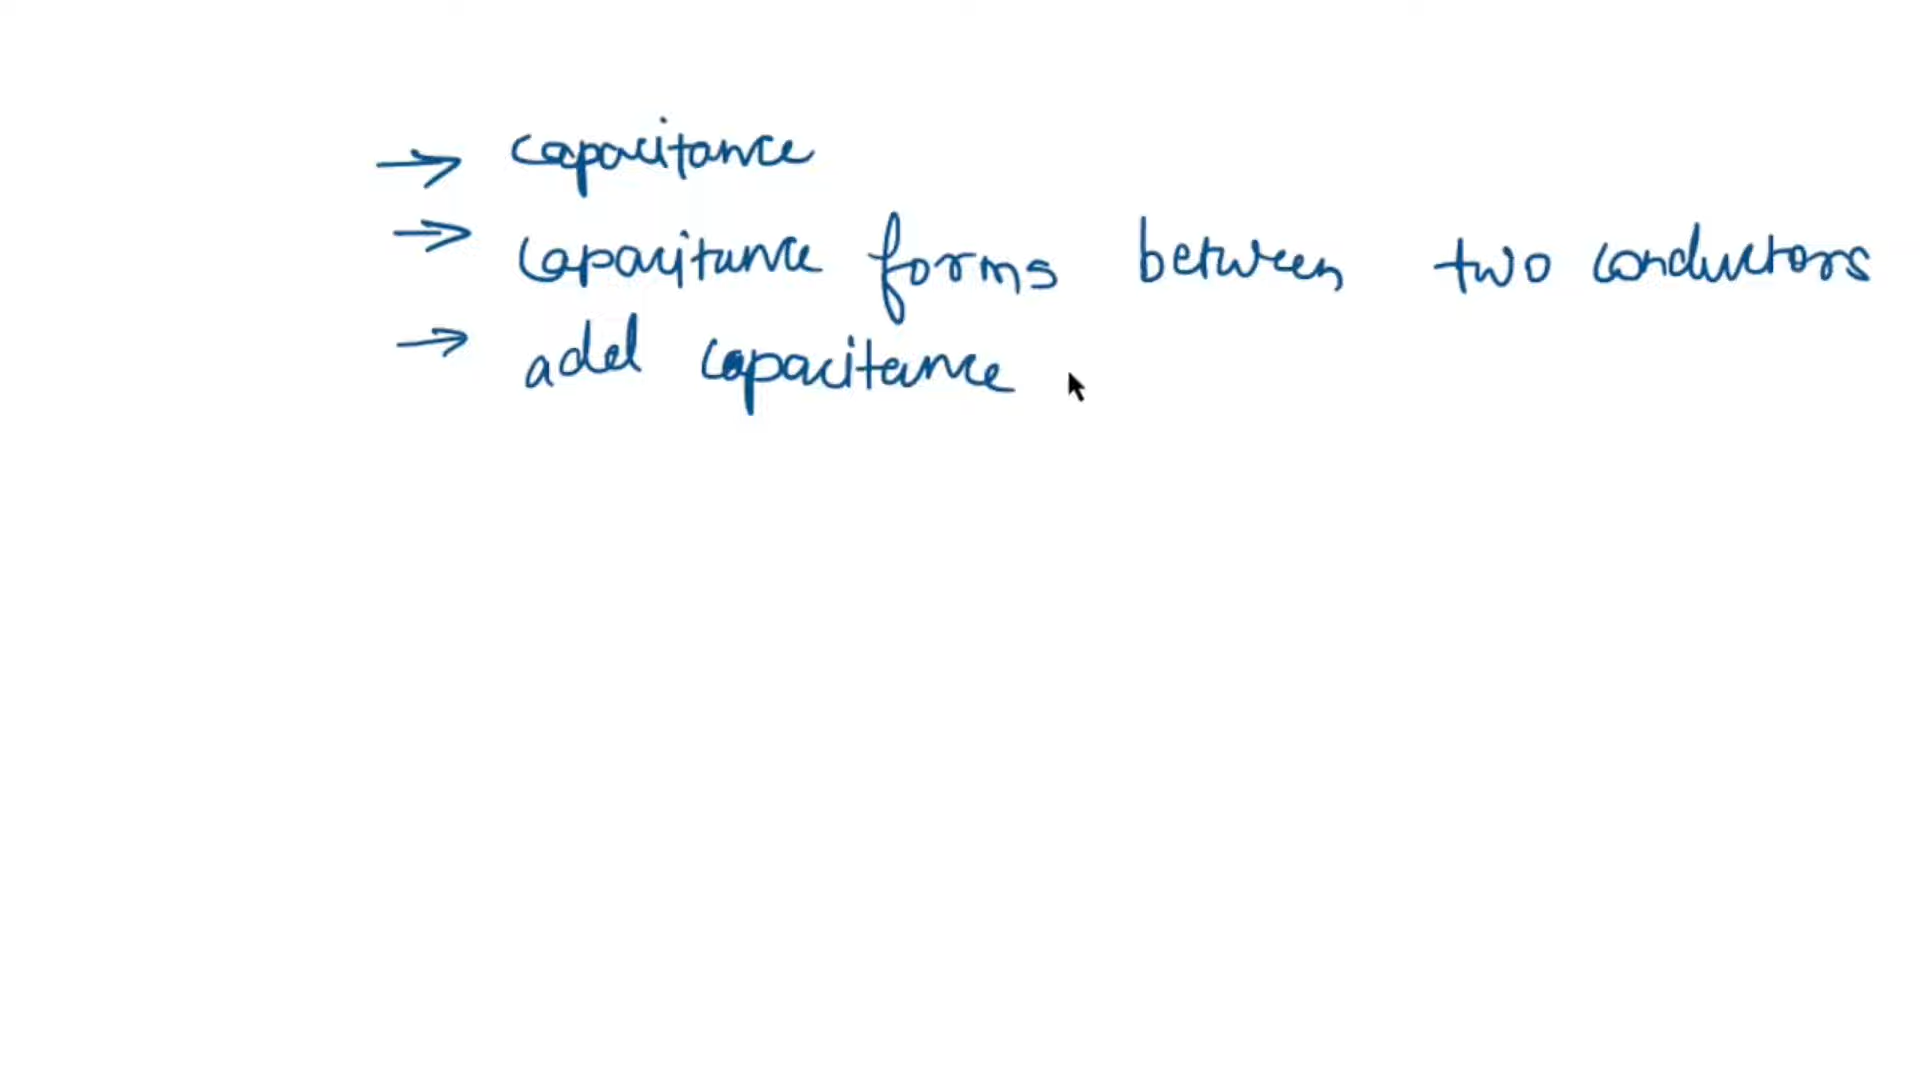 → capacitance
→ capacitance forms between two conductors
→ add capacitance